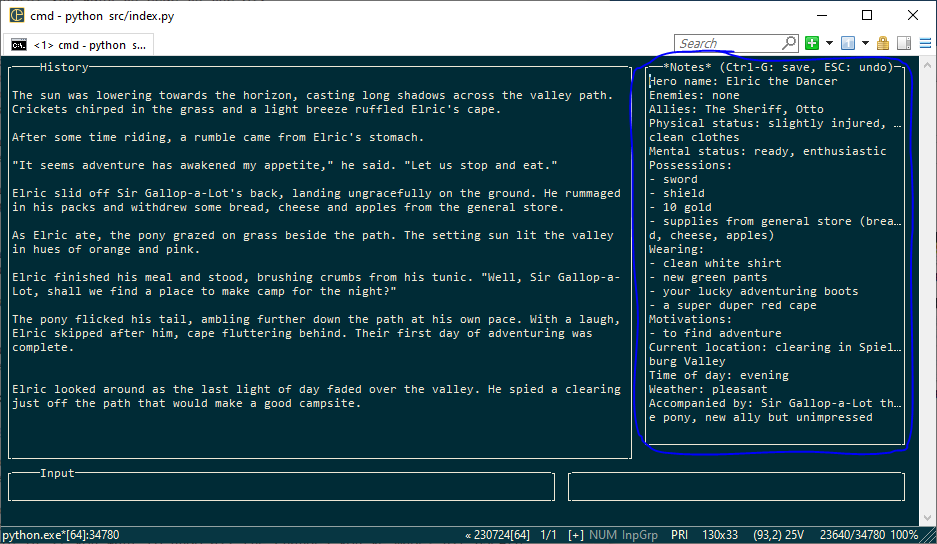 cmd - python src/index.py
<1> cmd - python s...
Search
History
The sun was lowering towards the horizon, casting long shadows across the valley path.
Crickets chirped in the grass and a light breeze ruffled Elric's cape.
After some time riding, a rumble came from Elric's stomach.
"It seems adventure has awakened my appetite," he said. "Let us stop and eat."
Elric slid off Sir Gallop-a-Lot's back, landing ungracefully on the ground. He rummaged
in his packs and withdrew some bread, cheese and apples from the general store.
As Elric ate, the pony grazed on grass beside the path. The setting sun lit the valley
in hues of orange and pink.
Elric finished his meal and stood, brushing crumbs from his tunic. "Well, Sir Gallop-a-
Lot, shall we find a place to make camp for the night?"
The pony flicked his tail, ambling further down the path at his own pace. With a laugh,
Elric skipped after him, cape fluttering behind. Their first day of adventuring was
complete.
Elric looked around as the last light of day faded over the valley. He spied a clearing
just off the path that would make a good campsite.
*Notes* (Ctrl-G: save, ESC: undo)
Hero name: Elric the Dancer
Enemies: none
Allies: The Sheriff, Otto
Physical status: slightly injured, …
clean clothes
Mental status: ready, enthusiastic
Possessions:
- sword
- shield
- 10 gold
- supplies from general store (brea…
d, cheese, apples)
Wearing:
- clean white shirt
- new green pants
- your lucky adventuring boots
- a super duper red cape
Motivations:
- to find adventure
Current location: clearing in Spiel…
burg Valley
Time of day: evening
Weather: pleasant
Accompanied by: Sir Gallop-a-Lot th…
e pony, new ally but unimpressed
Input
python.exe*[64]:34780
« 230724[64] 1/1 [+] NUM InpGrp PRI 130x33 (93,2) 25V 23640/34780 100%